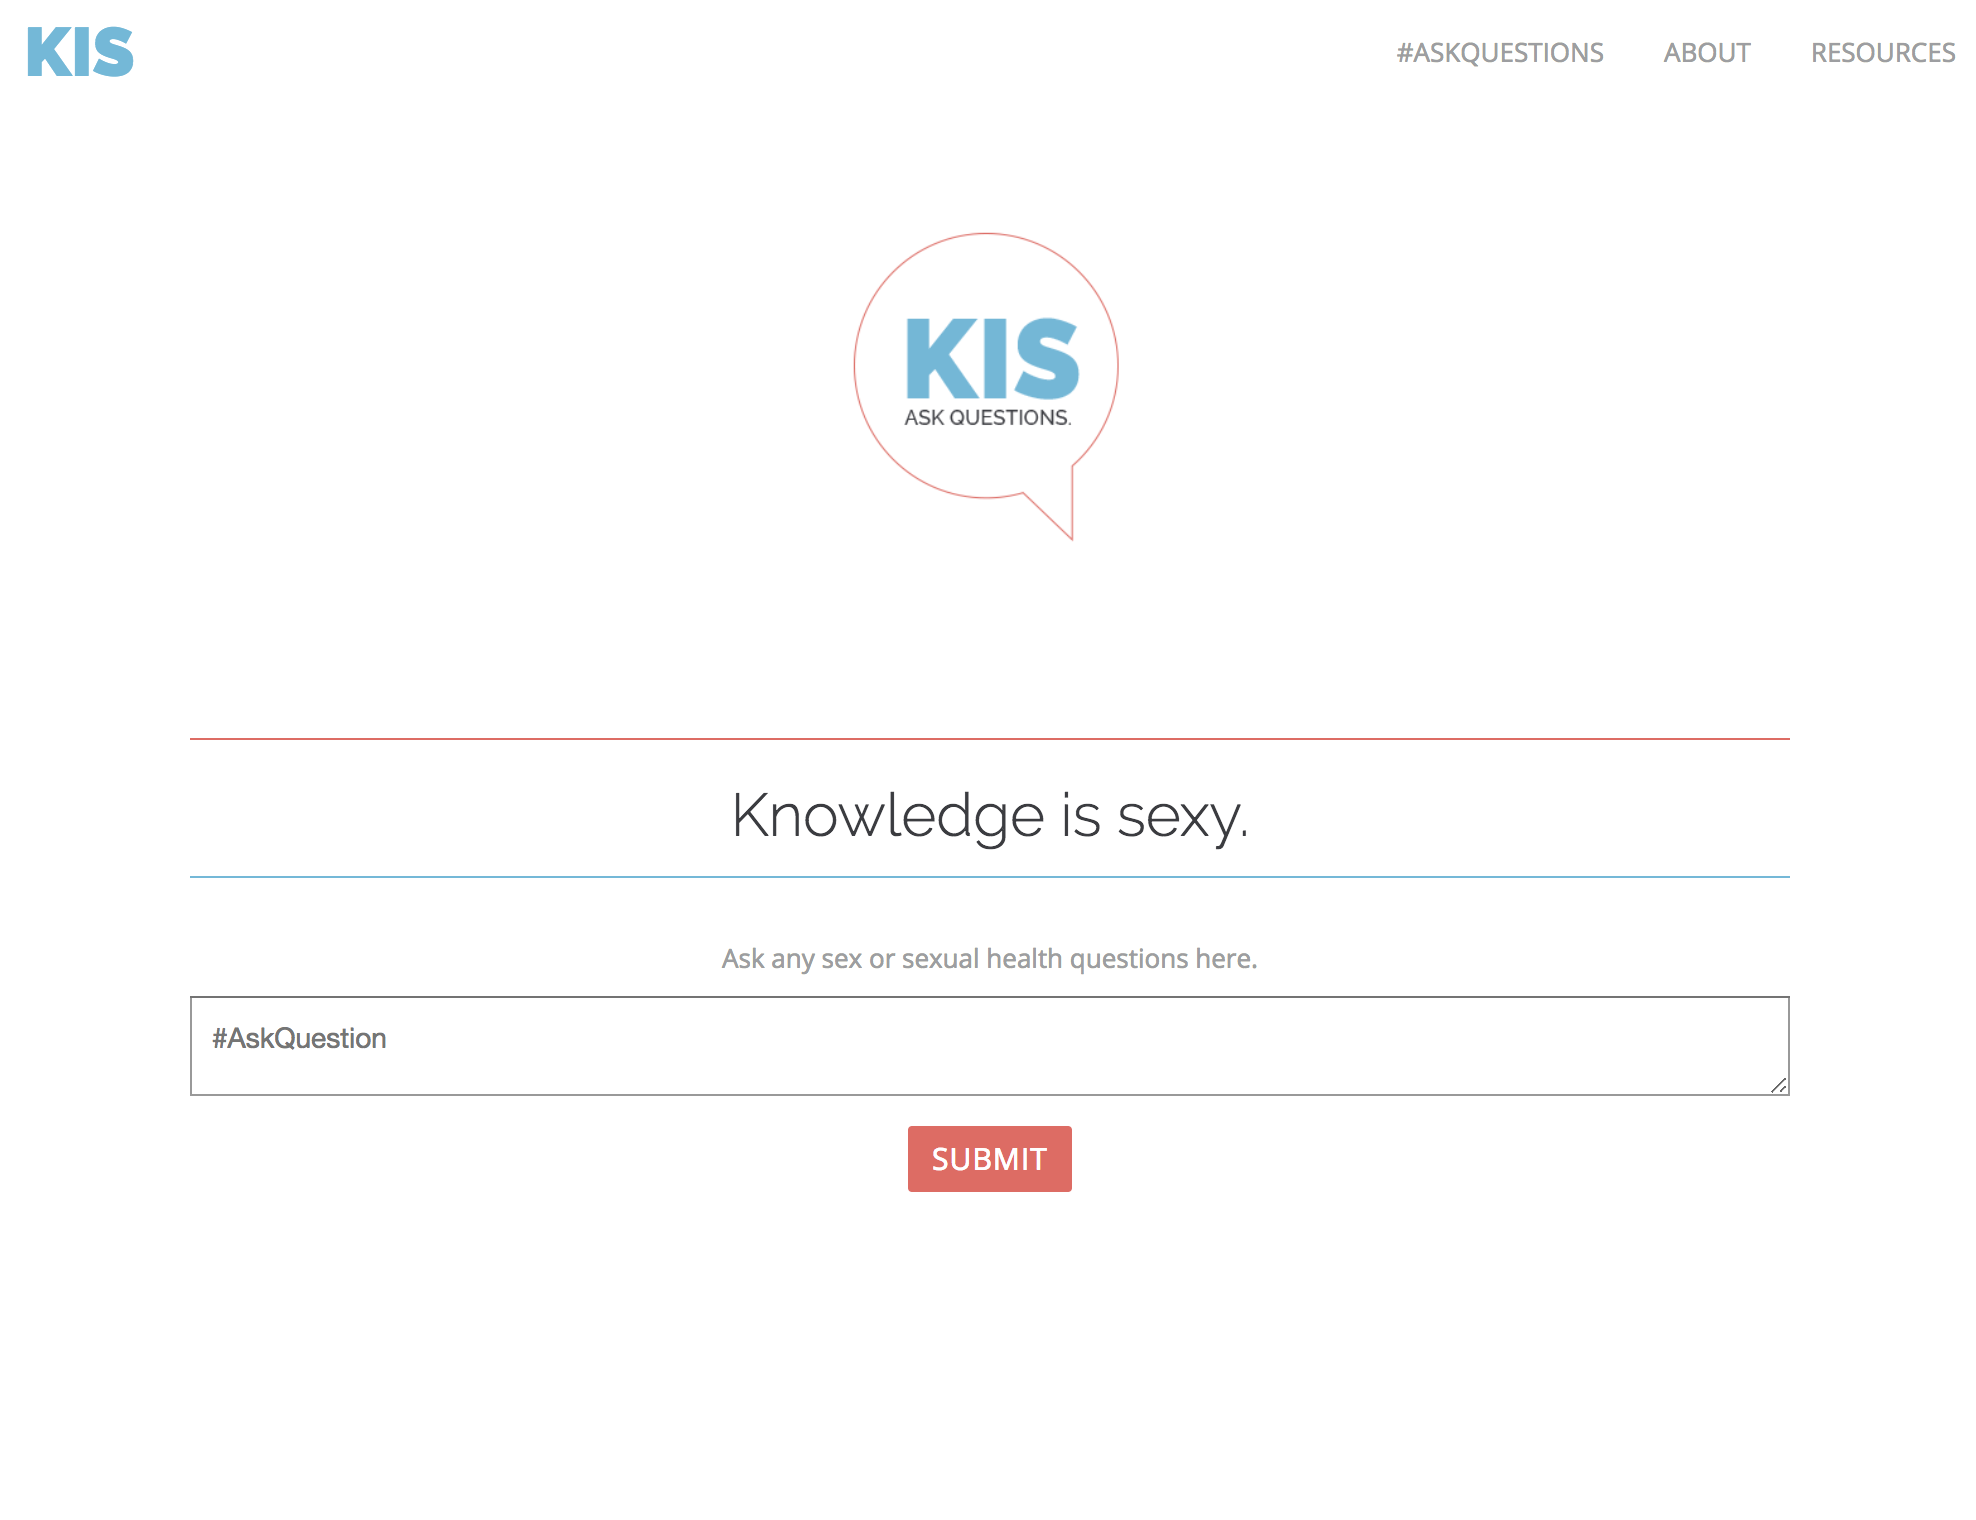 KIS
#ASKQUESTIONS
ABOUT
RESOURCES
KIS
ASK QUESTIONS.
Knowledge is sexy.
Ask any sex or sexual health questions here.
#AskQuestion
SUBMIT